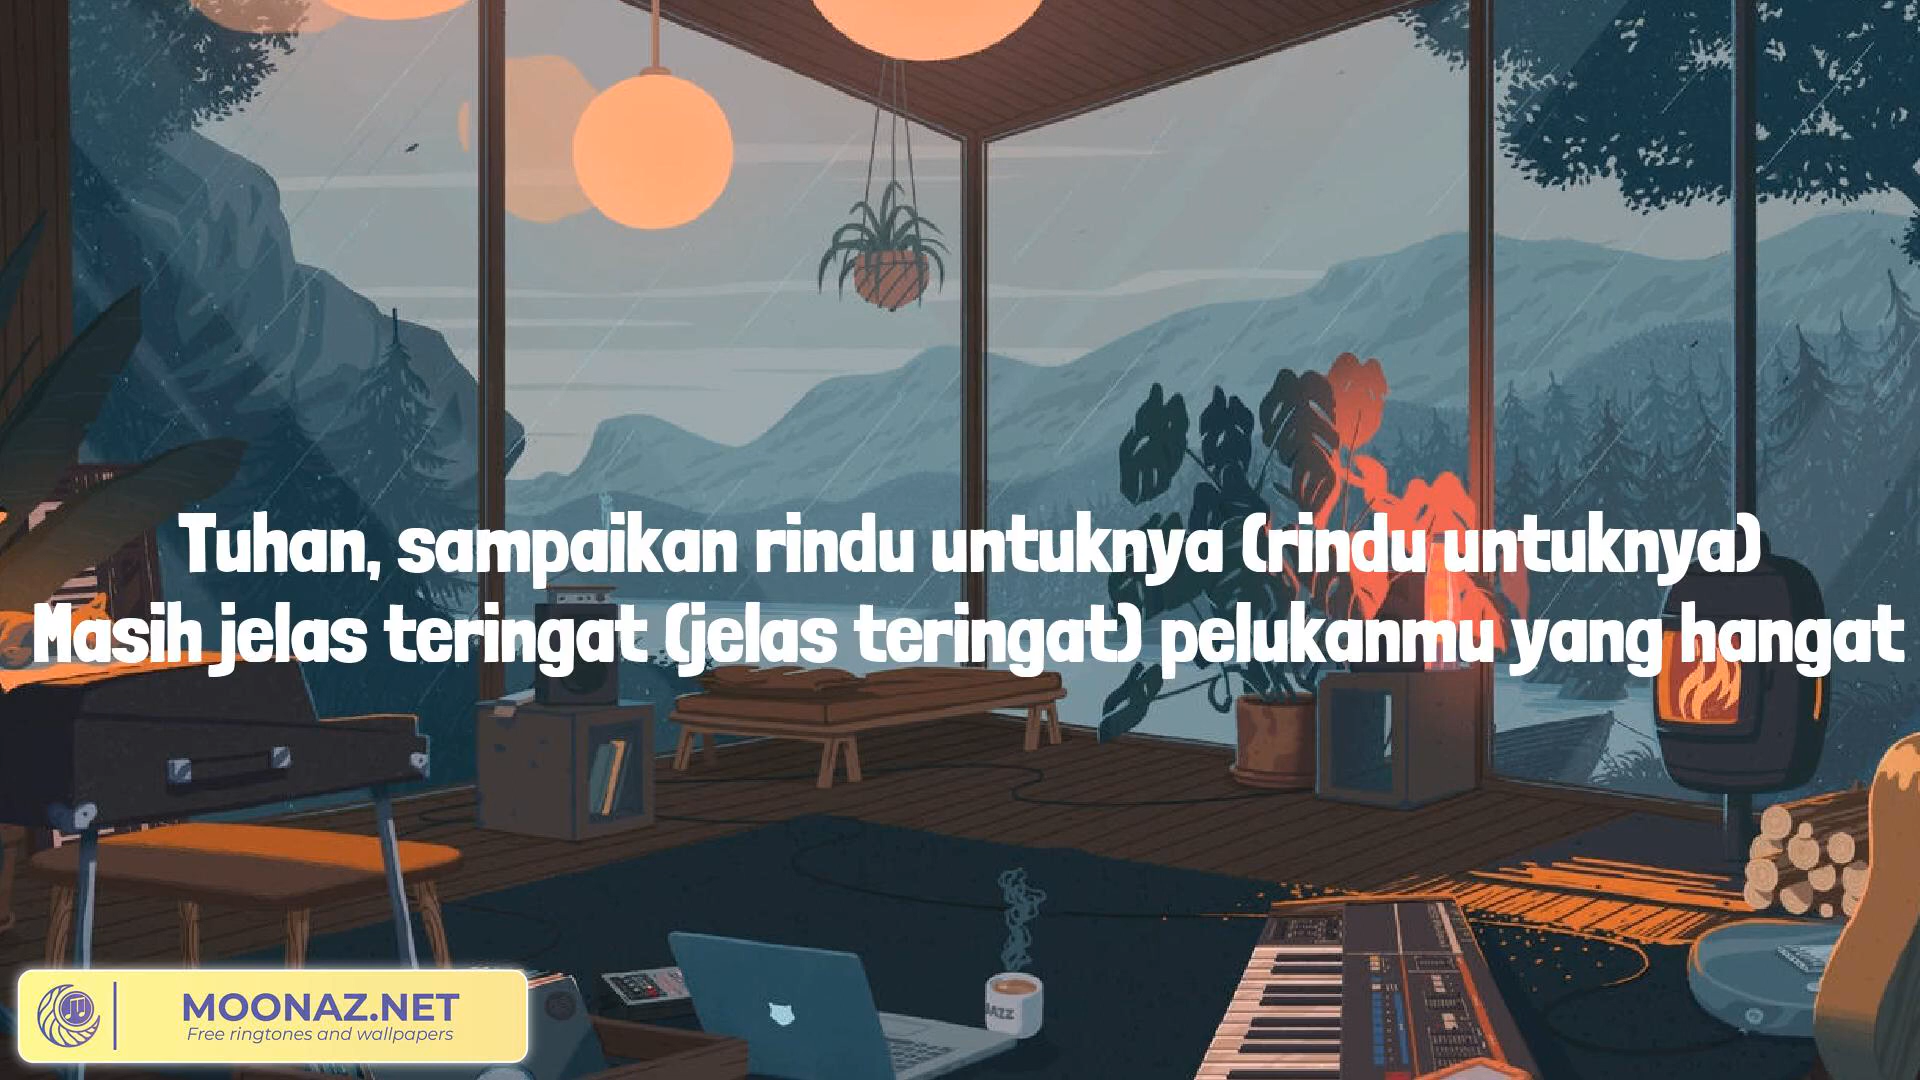 Tuhan, sampaikan rindu untuknya (rindu untuknya)
Masih jelas teringat (jelas teringat) pelukanmu yang hangat
JAZZ
MOONAZ.NET
Free ringtones and wallpapers